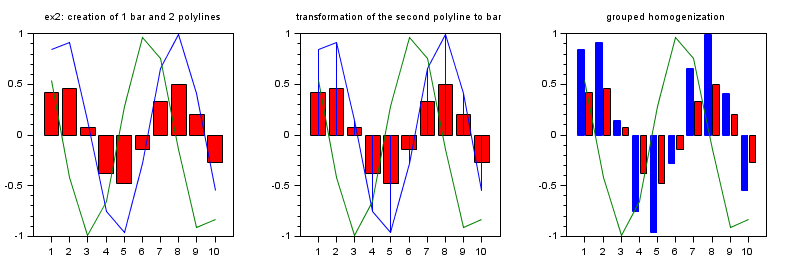 ex2: creation of 1 bar and 2 polylines
1
0.5
0
-0.5
-1
1 2 3 4 5 6 7 8 9 10
transformation of the second polyline to bar
1
0.5
0
-0.5
-1
1 2 3 4 5 6 7 8 9 10
grouped homogenization
1
0.5
0
-0.5
-1
1 2 3 4 5 6 7 8 9 10